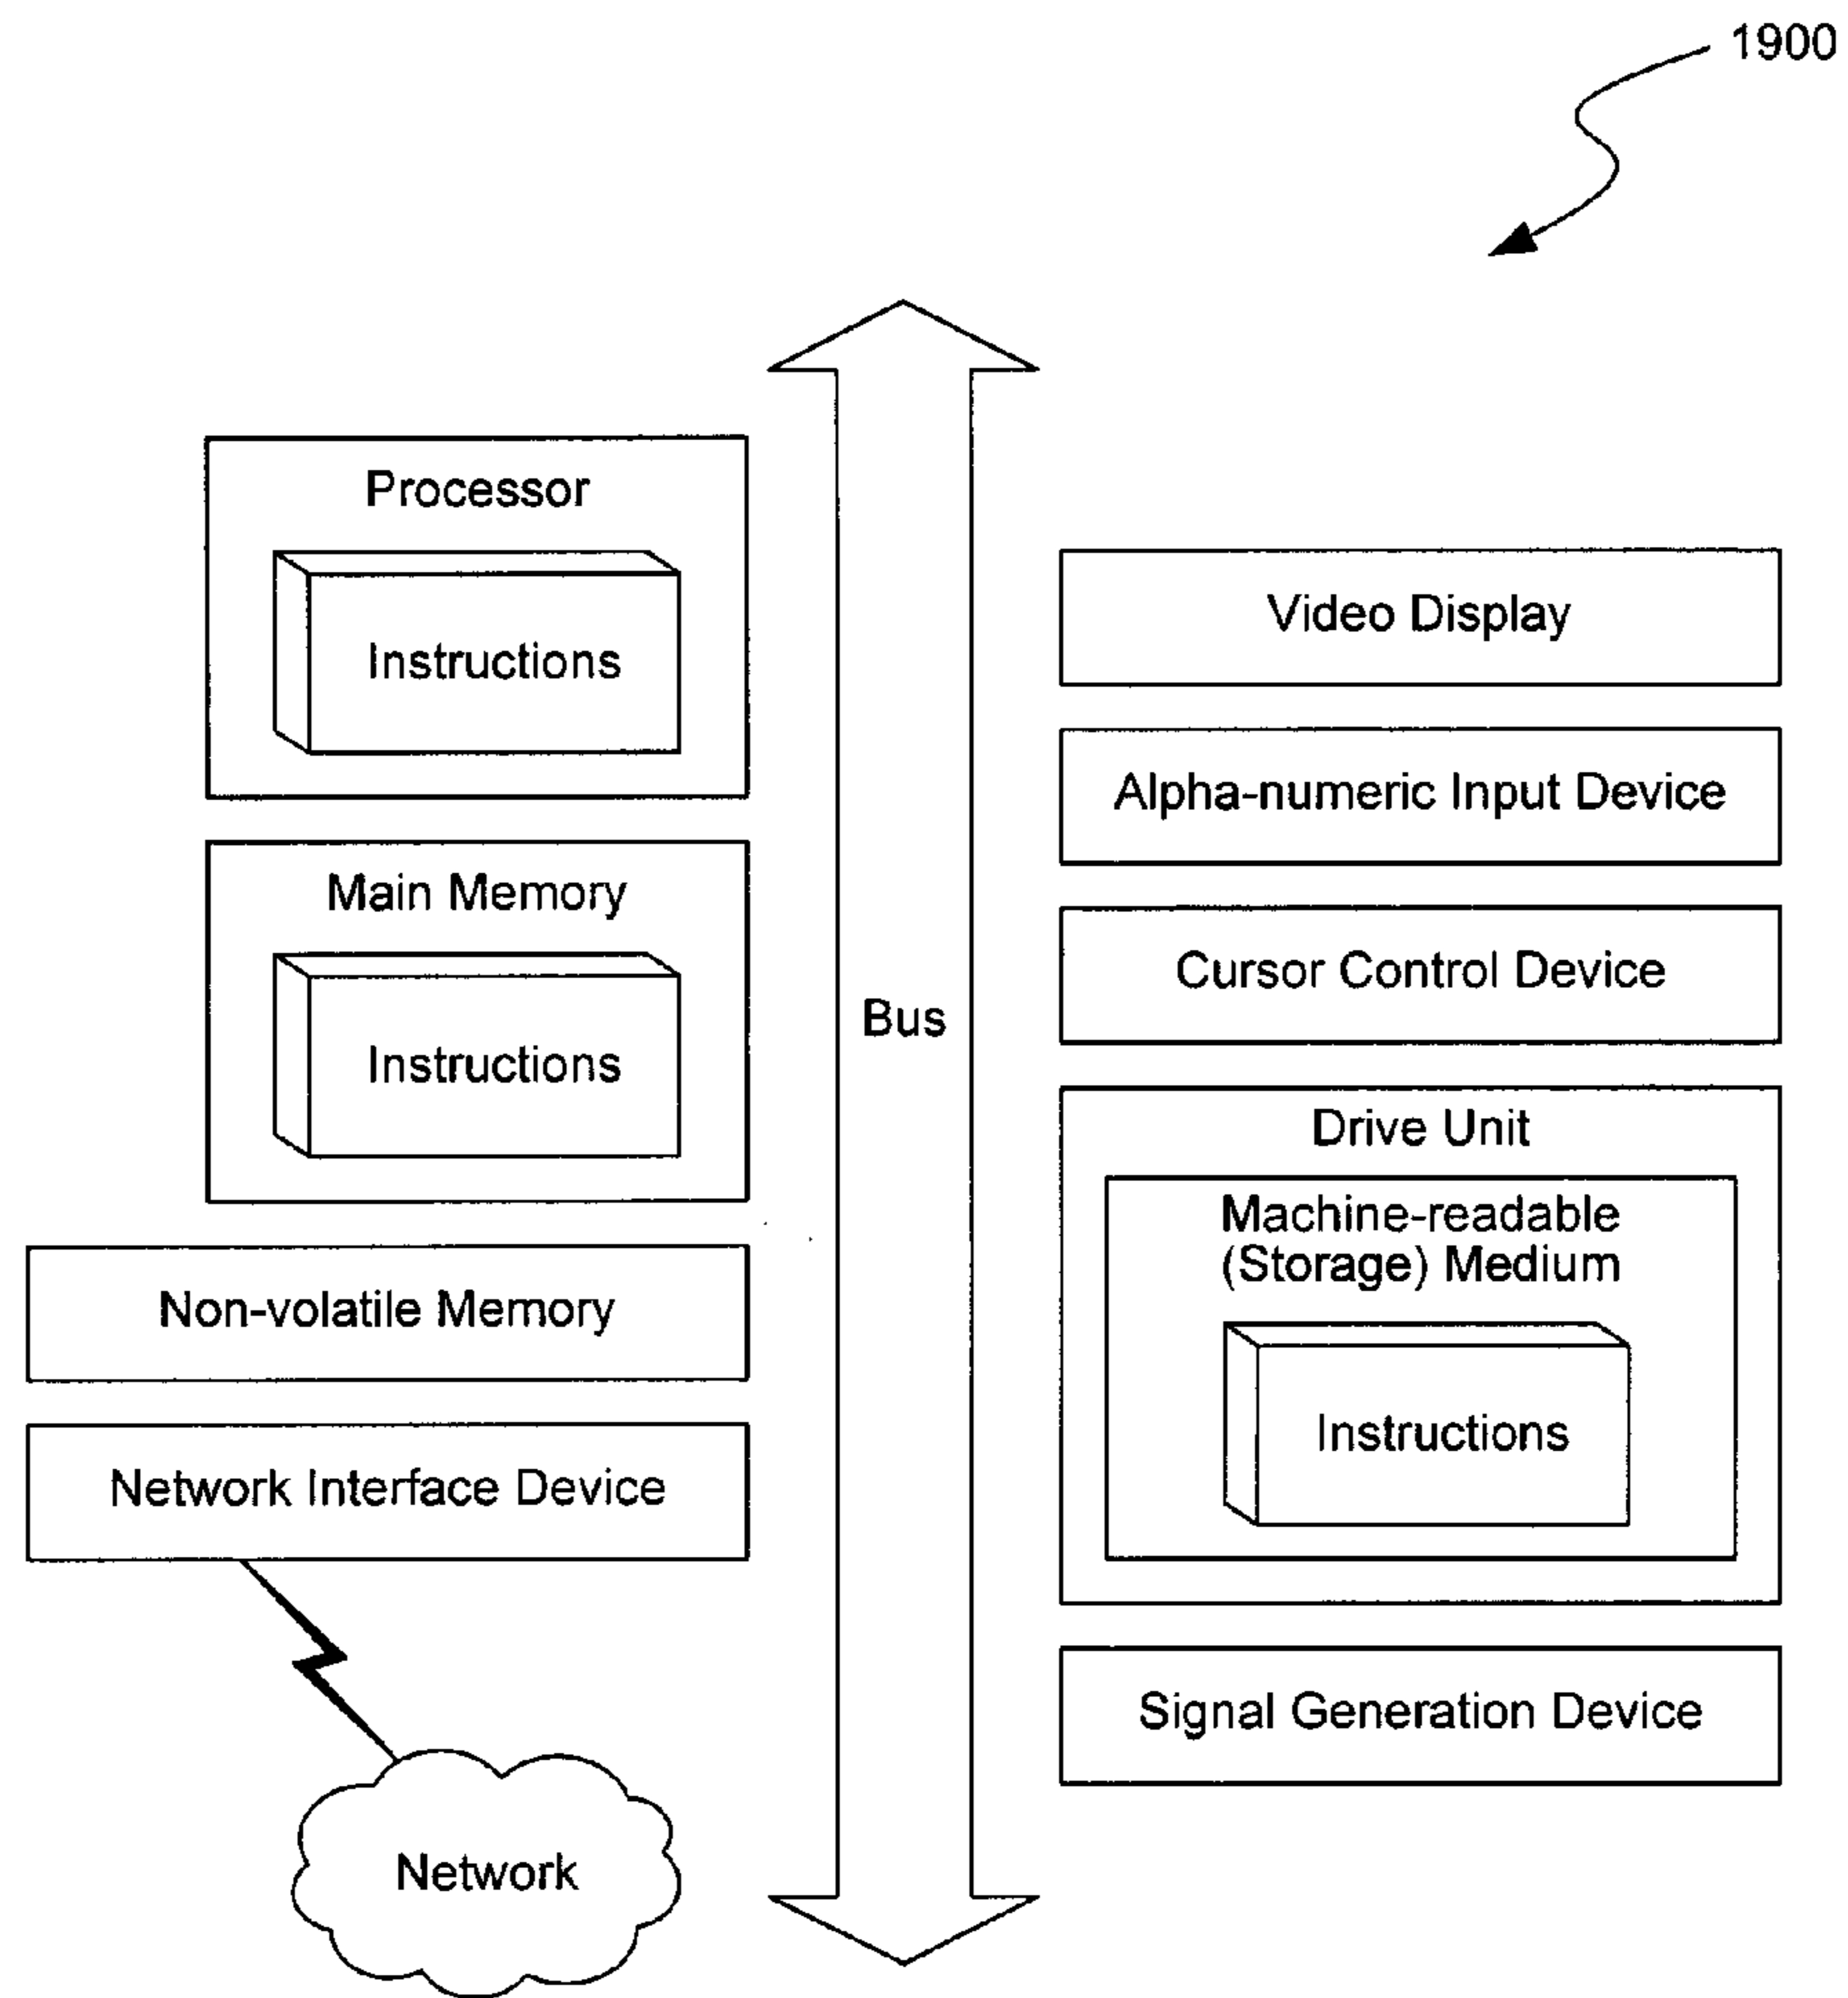 1900
Processor
Instructions
Main Memory
Instructions
Non-volatile Memory
Network Interface Device
Network
Bus
Video Display
Alpha-numeric Input Device
Cursor Control Device
Drive Unit
Machine-readable
(Storage) Medium
Instructions
Signal Generation Device